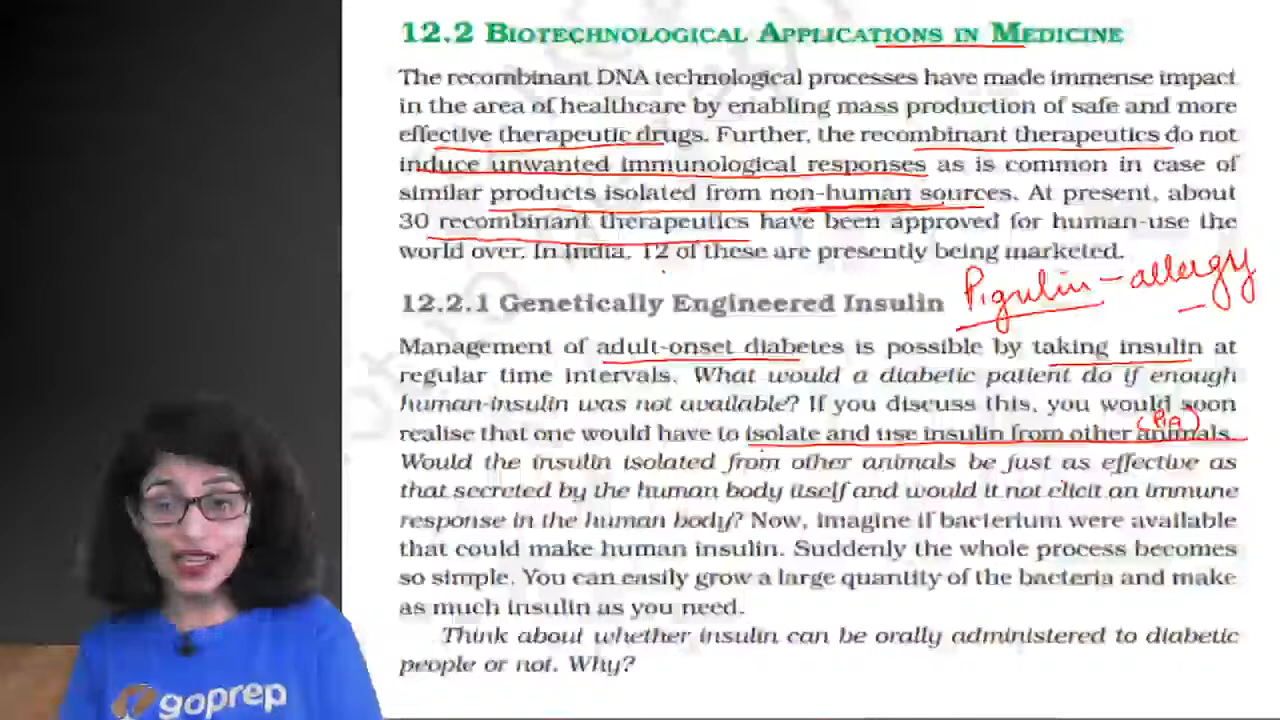 12.2 BIOTECHNOLOGICAL APPLICATIONS IN MEDICINE
The recombinant DNA technological processes have made immense impact
in the area of healthcare by enabling mass production of safe and more
effective therapeutic drugs. Further, the recombinant therapeutics do not
induce unwanted immunological responses as is common in case of
similar products isolated from non-human sources. At present, about
30 recombinant therapeutics have been approved for human-use the
world over. In India, 12 of these are presently being marketed.
12.2.1 Genetically Engineered Insulin
Pigulin - allergy
Management of adult-onset diabetes is possible by taking insulin at
regular time intervals. What would a diabetic patient do if enough
human-insulin was not available? If you discuss this, you would soon
realise that one would have to isolate and use insulin from other animals.
Would the insulin isolated from other animals be just as effective as
that secreted by the human body itself and would it not elicit an immune
response in the human body? Now, imagine if bacterium were available
that could make human insulin. Suddenly the whole process becomes
so simple. You can easily grow a large quantity of the bacteria and make
as much insulin as you need.
Think about whether insulin can be orally administered to diabetic
people or not. Why?
goprep